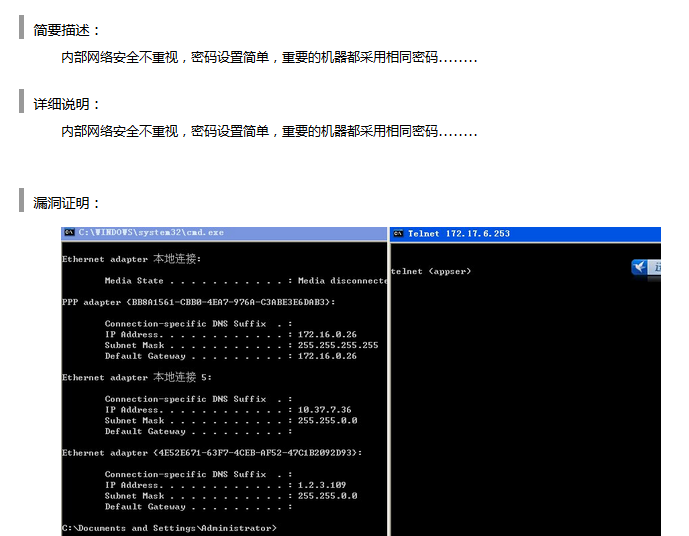 简要描述：
内部网络安全不重视，密码设置简单，重要的机器都采用相同密码........
详细说明：
内部网络安全不重视，密码设置简单，重要的机器都采用相同密码........
漏洞证明：
C:\WINDOWS\system32\cmd.exe
Ethernet adapter 本地连接:
Media State . . . . . . . . . . . : Media disconnecte
PPP adapter {BB8A1561-CBB0-4EA7-976A-C3ABE3E6DAB3}:
Connection-specific DNS Suffix  . :
IP Address. . . . . . . . . . . . : 172.16.0.26
Subnet Mask . . . . . . . . . . . : 255.255.255.255
Default Gateway . . . . . . . . . : 172.16.0.26
Ethernet adapter 本地连接 5:
Connection-specific DNS Suffix  . :
IP Address. . . . . . . . . . . . : 10.37.7.36
Subnet Mask . . . . . . . . . . . : 255.255.0.0
Default Gateway . . . . . . . . . :
Ethernet adapter {4E52E671-63F7-4CEB-AF52-47C1B2092D93}:
Connection-specific DNS Suffix  . :
IP Address. . . . . . . . . . . . : 1.2.3.109
Subnet Mask . . . . . . . . . . . : 255.255.0.0
Default Gateway . . . . . . . . . :
C:\Documents and Settings\Administrator>
Telnet 172.17.6.253
telnet (appser>